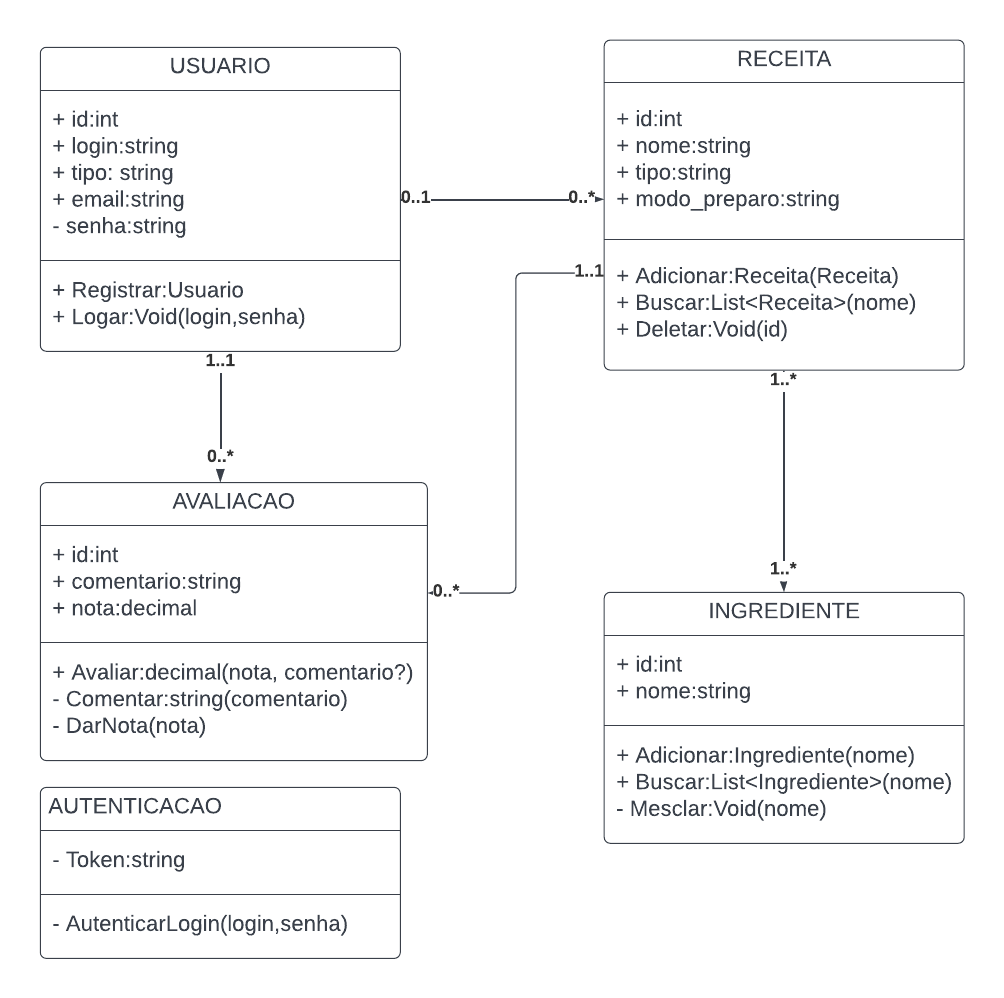 USUARIO
+ id:int
+ login:string
+ tipo: string
+ email:string
- senha:string
+ Registrar:Usuario
+ Logar:Void(login,senha)
RECEITA
+ id:int
+ nome:string
+ tipo:string
+ modo_preparo:string
+ Adicionar:Receita(Receita)
+ Buscar:List<Receita>(nome)
+ Deletar:Void(id)
0..1
0..*
1..1
1..1
0..*
1..*
AVALIACAO
+ id:int
+ comentario:string
+ nota:decimal
+ Avaliar:decimal(nota, comentario?)
- Comentar:string(comentario)
- DarNota(nota)
0..*
1..*
INGREDIENTE
+ id:int
+ nome:string
+ Adicionar:Ingrediente(nome)
+ Buscar:List<Ingrediente>(nome)
- Mesclar:Void(nome)
AUTENTICACAO
- Token:string
- AutenticarLogin(login,senha)